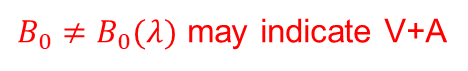 B₀ ≠ B₀(λ) may indicate V+A